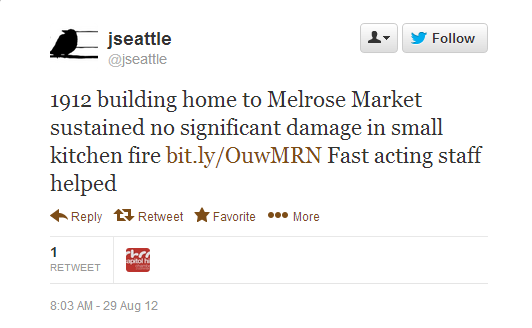 jseattle
@jseattle
Follow
1912 building home to Melrose Market
sustained no significant damage in small
kitchen fire bit.ly/OuwMRN Fast acting staff
helped
Reply Retweet Favorite More
1
RETWEET
8:03 AM - 29 Aug 12